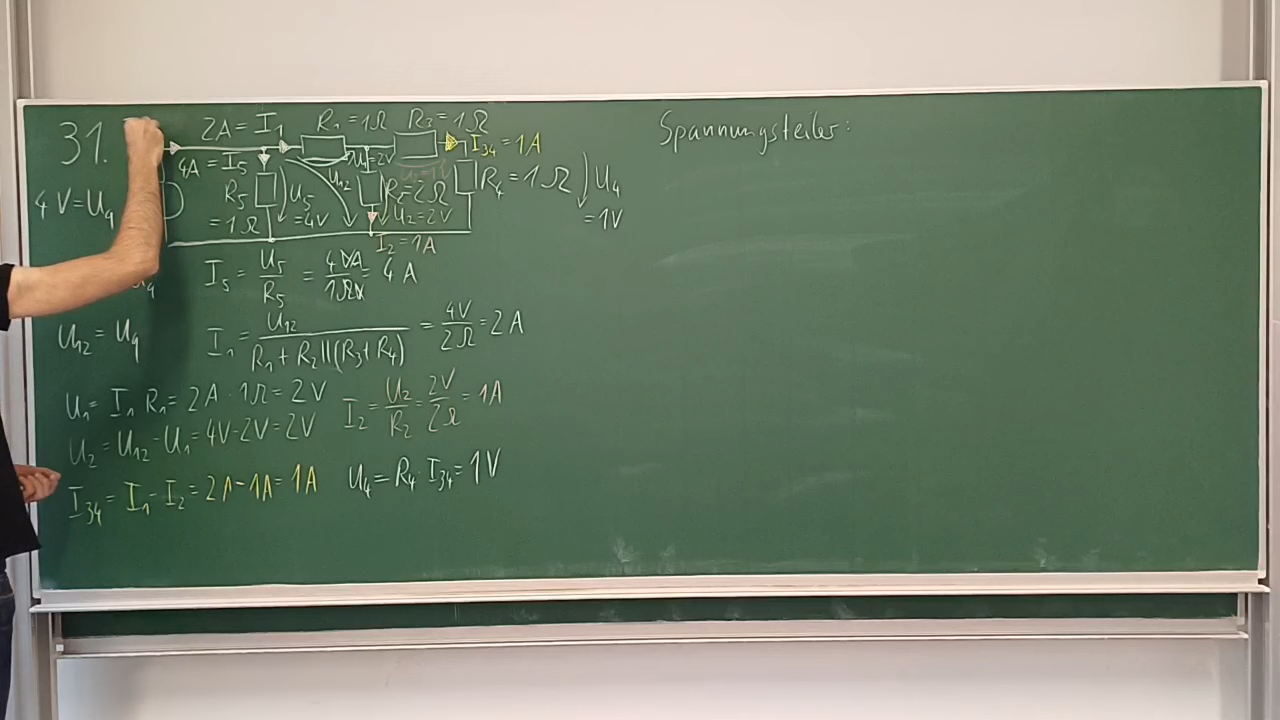 31.
2A = I₁
R₁ = 1Ω
R₃ = 1Ω
Spannungsteiler:
4A = I₅
I₃₄ = 1A
4V = Uq
R₅ = 1Ω
U₅ = 4V
U₁₂
R₂ = 2Ω
U₂ = 2V
R₄ = 1Ω
U₄ = 1V
I₂ = 1A
I₅ = U₅/R₅ = 4VA/1ΩV = 4A
U₁₂ = Uq
I₁ = U₁₂/(R₁ + R₂||(R₃+R₄)) = 4V/2Ω = 2A
U₁ = I₁ R₁ = 2A · 1Ω = 2V
I₂ = U₂/R₂ = 2V/2Ω = 1A
U₂ = U₁₂ - U₁ = 4V-2V = 2V
I₃₄ = I₁ - I₂ = 2A - 1A = 1A
U₄ = R₄ · I₃₄ = 1V